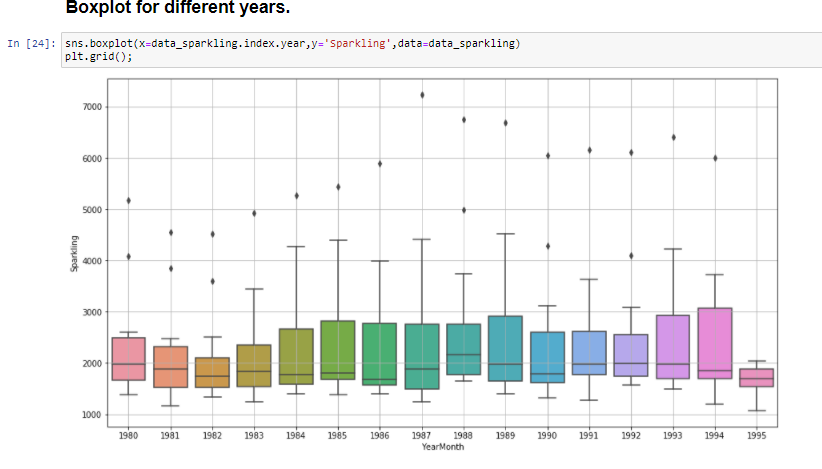 Boxplot for different years.
In [24]: sns.boxplot(x=data_sparkling.index.year,y='Sparkling',data=data_sparkling)
plt.grid();
7000
6000
5000
4000
3000
2000
1000
Sparkling
1980 1981 1982 1983 1984 1985 1986 1987 1988 1989 1990 1991 1992 1993 1994 1995
YearMonth